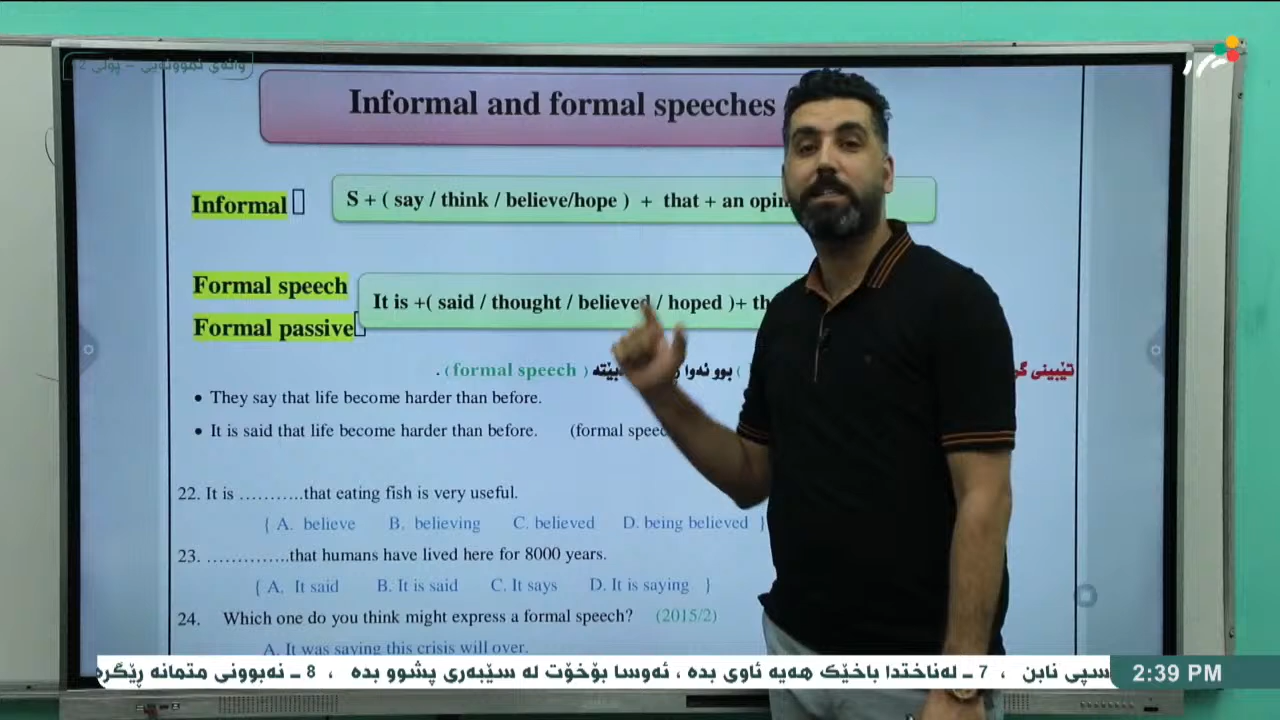 وانەی نموونەیی – پۆلی 12
Informal and formal speeches
Informal
S + ( say / think / believe/hope ) + that + an
Formal speech
It is +( said / thought / believed / hoped )+
Formal passive
تێبینی
بوو ئەوا
( formal speech ) .
• They say that life become harder than before.
• It is said that life become harder than before. (formal
22. It is ………..that eating fish is very useful.
{ A. believe B. believing C. believed D. being believed }
23. …………..that humans have lived here for 8000 years.
{ A. It said B. It is said C. It says D. It is saying }
24. Which one do you think might express a formal speech? (2015/2)
A. It was saying this crisis will over.
سپی نابن ، 7 ـ لەناختدا باخێک هەیە ئاوی بدە ، ئەوسا بۆخۆت لە سێبەری پشوو بدە ، 8 ـ نەبوونی متمانە ڕێگرە
2:39 PM